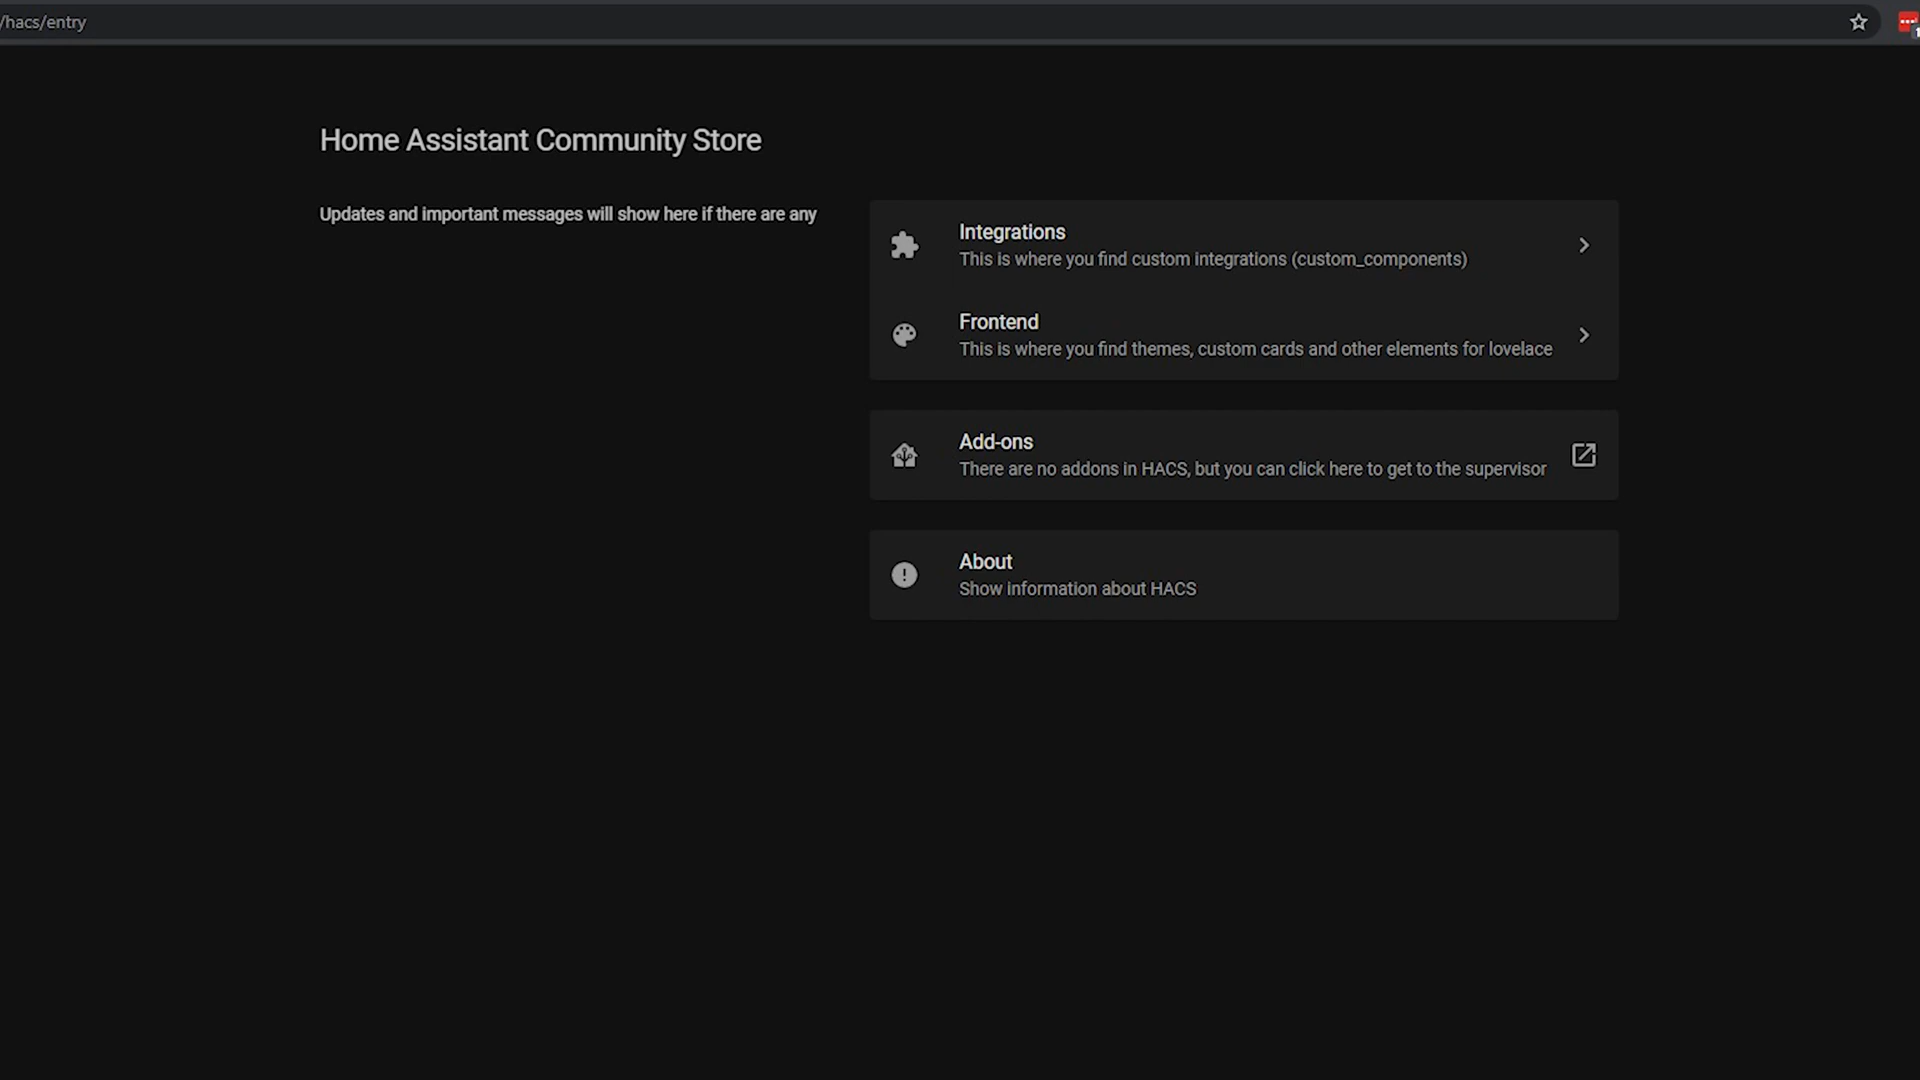 /hacs/entry
Home Assistant Community Store
Updates and important messages will show here if there are any
Integrations
This is where you find custom integrations (custom_components)
Frontend
This is where you find themes, custom cards and other elements for lovelace
Add-ons
There are no addons in HACS, but you can click here to get to the supervisor
About
Show information about HACS